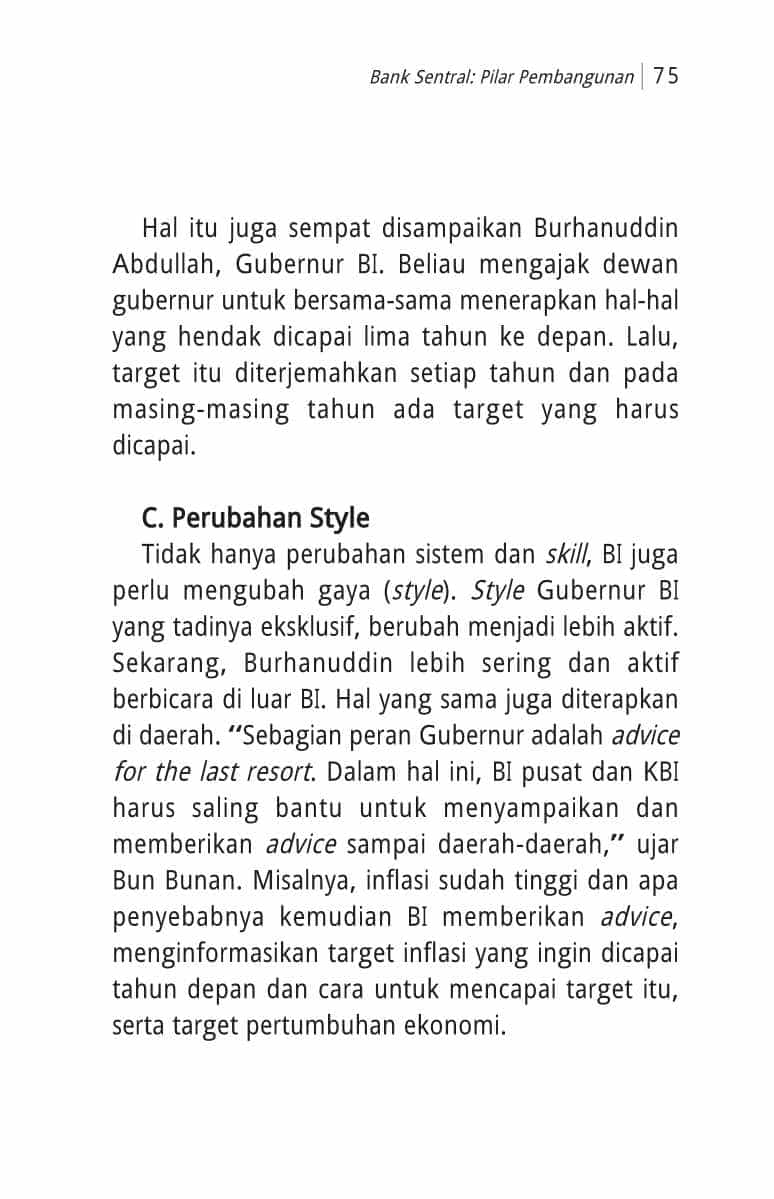 Bank Sentral: Pilar Pembangunan | 75
Hal itu juga sempat disampaikan Burhanuddin
Abdullah, Gubernur BI. Beliau mengajak dewan
gubernur untuk bersama-sama menerapkan hal-hal
yang hendak dicapai lima tahun ke depan. Lalu,
target itu diterjemahkan setiap tahun dan pada
masing-masing tahun ada target yang harus
dicapai.
C. Perubahan Style
Tidak hanya perubahan sistem dan skill, BI juga
perlu mengubah gaya (style). Style Gubernur BI
yang tadinya eksklusif, berubah menjadi lebih aktif.
Sekarang, Burhanuddin lebih sering dan aktif
berbicara di luar BI. Hal yang sama juga diterapkan
di daerah. “Sebagian peran Gubernur adalah advice
for the last resort. Dalam hal ini, BI pusat dan KBI
harus saling bantu untuk menyampaikan dan
memberikan advice sampai daerah-daerah,” ujar
Bun Bunan. Misalnya, inflasi sudah tinggi dan apa
penyebabnya kemudian BI memberikan advice,
menginformasikan target inflasi yang ingin dicapai
tahun depan dan cara untuk mencapai target itu,
serta target pertumbuhan ekonomi.